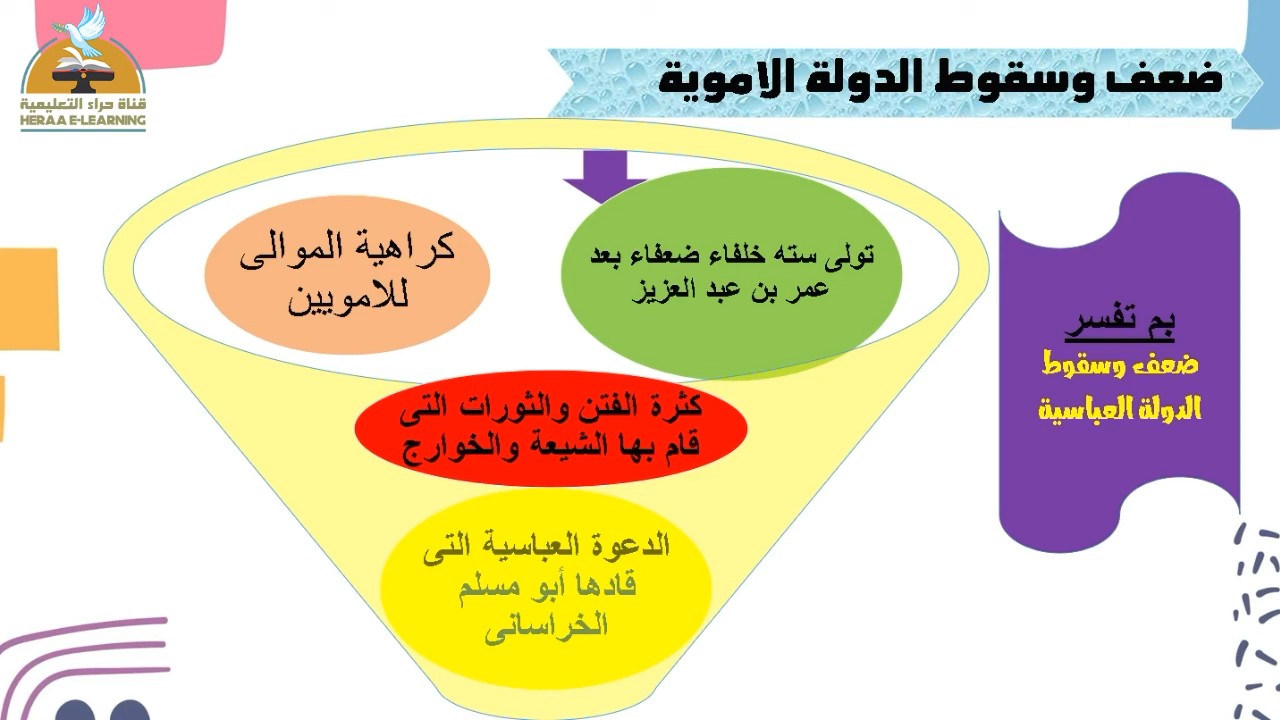 ضعف وسقوط الدولة الاموية
قناة حراء التعليمية
HERAA E-LEARNING
تولى سته خلفاء ضعفاء بعد
عمر بن عبد العزيز
كراهية الموالى
للامويين
كثرة الفتن والثورات التى
قام بها الشيعة والخوارج
الدعوة العباسية التى
قادها أبو مسلم
الخراسانى
بم تفسر
ضعف وسقوط
الدولة العباسية